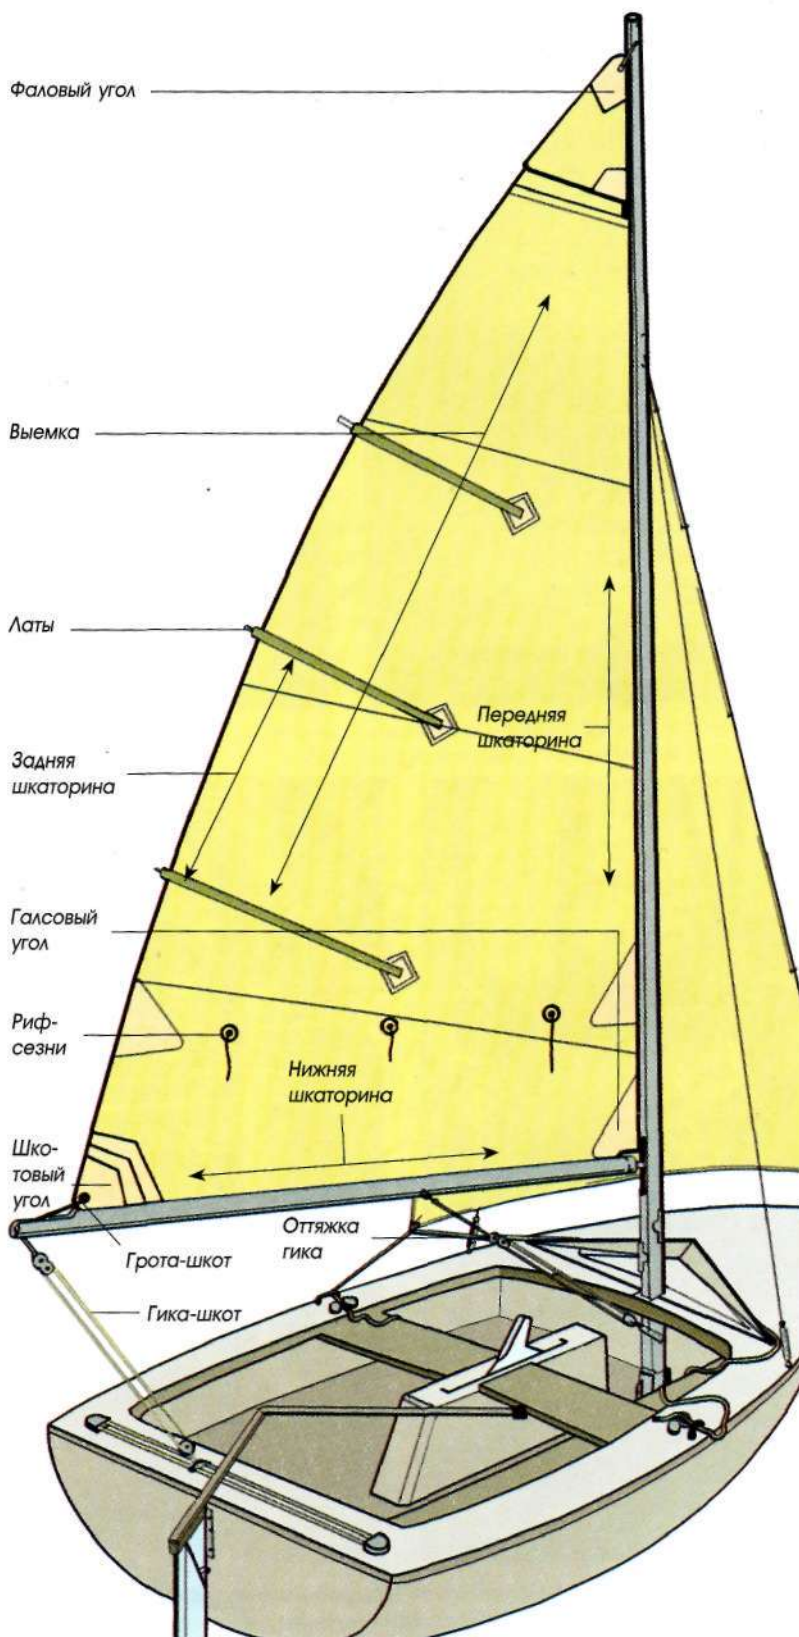 Фаловый угол
Выемка
Латы
Передняя
шкаторина
Задняя
шкаторина
Галсовый
угол
Риф-
сезни
Нижняя
шкаторина
Шко-
товый
угол
Оттяжка
гика
Грота-шкот
Гика-шкот